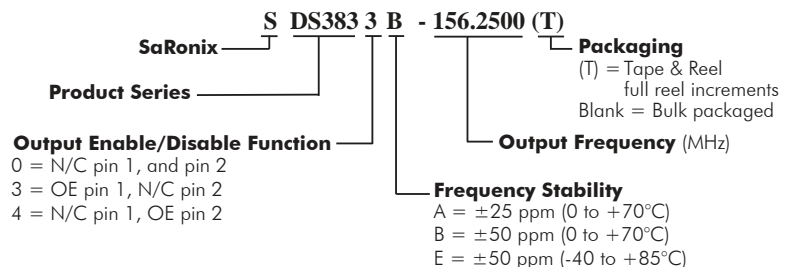 S DS383 3 B - 156.2500 (T)
SaRonix
Product Series
Output Enable/Disable Function
0 = N/C pin 1, and pin 2
3 = OE pin 1, N/C pin 2
4 = N/C pin 1, OE pin 2
Packaging
(T) = Tape & Reel
full reel increments
Blank = Bulk packaged
Output Frequency (MHz)
Frequency Stability
A = ±25 ppm (0 to +70°C)
B = ±50 ppm (0 to +70°C)
E = ±50 ppm (-40 to +85°C)